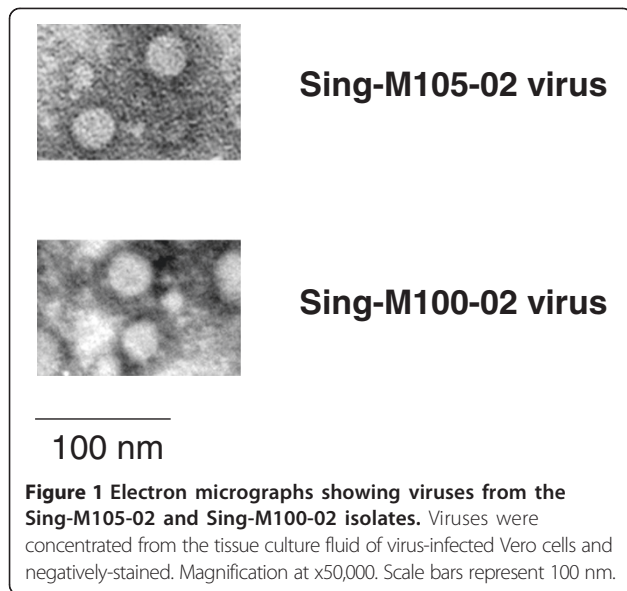 Sing-M105-02 virus
Sing-M100-02 virus
100 nm
Figure 1 Electron micrographs showing viruses from the
Sing-M105-02 and Sing-M100-02 isolates. Viruses were
concentrated from the tissue culture fluid of virus-infected Vero cells and
negatively-stained. Magnification at x50,000. Scale bars represent 100 nm.